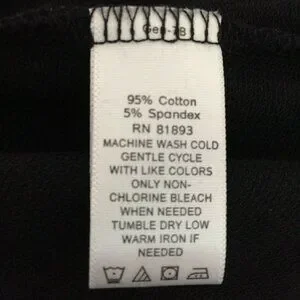 95% Cotton
5% Spandex
RN 81893
MACHINE WASH COLD
GENTLE CYCLE
WITH LIKE COLORS
ONLY NON-
CHLORINE BLEACH
WHEN NEEDED
TUMBLE DRY LOW
WARM IRON IF
NEEDED